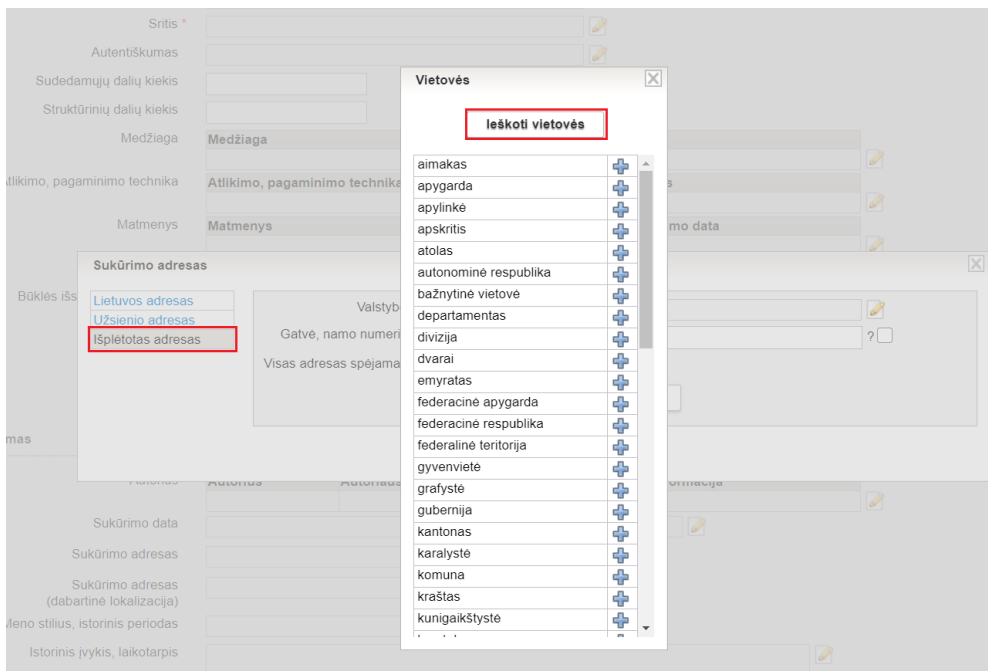 Sritis *
Autentiškumas
Sudedamųjų dalių kiekis
Struktūrinių dalių kiekis
Medžiaga Medžiaga
Atlikimo, pagaminimo technika Atlikimo, pagaminimo technika
Matmenys Matmenys mo data
Sukūrimo adresas
Būklės išs
Lietuvos adresas
Užsienio adresas
Išplėtotas adresas
Valstyb
Gatvė, namo numeri ?
Visas adresas spėjama
mas
Autorius Autorius Autoriaus ormacija
Sukūrimo data
Sukūrimo adresas
Sukūrimo adresas
(dabartinė lokalizacija)
Meno stilius, istorinis periodas
Istorinis įvykis, laikotarpis
Vietovės
Ieškoti vietovės
aimakas
apygarda
apylinkė
apskritis
atolas
autonominė respublika
bažnytinė vietovė
departamentas
divizija
dvarai
emyratas
federacinė apygarda
federacinė respublika
federalinė teritorija
gyvenvietė
grafystė
gubernija
kantonas
karalystė
komuna
kraštas
kunigaikštystė